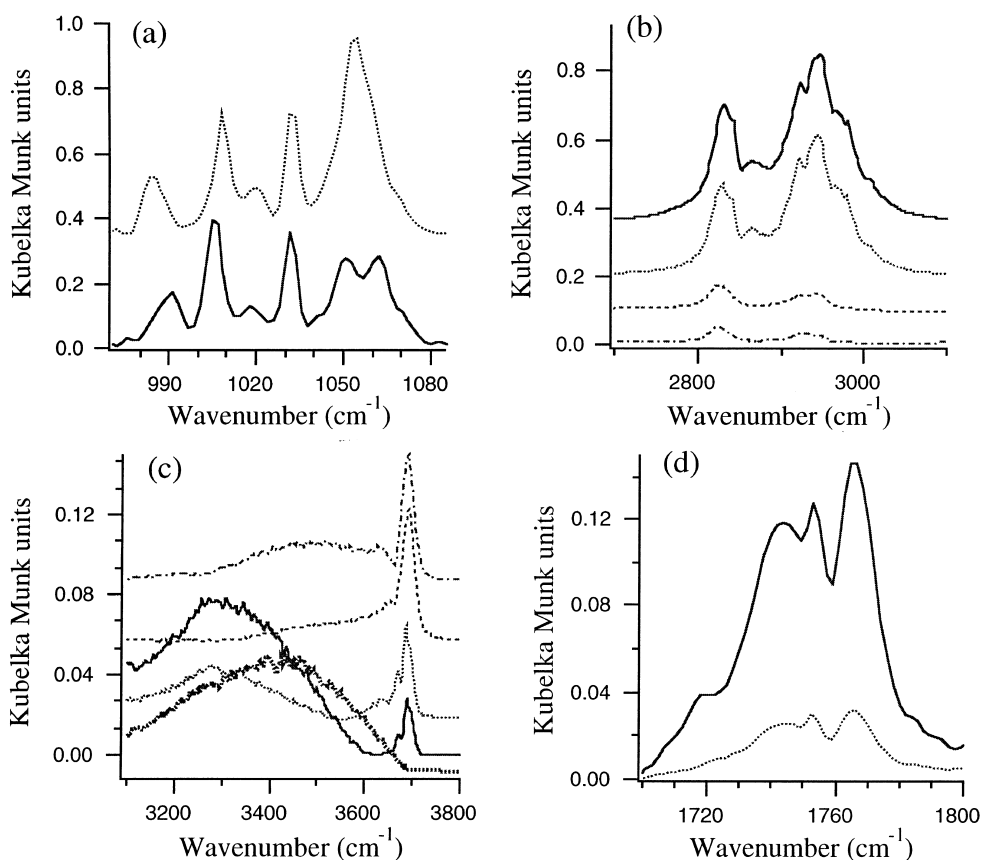 (a)
Kubelka Munk units
1.0
0.8
0.6
0.4
0.2
0.0
990
1020
1050
1080
Wavenumber (cm⁻¹)
(b)
Kubelka Munk units
0.8
0.6
0.4
0.2
0.0
2800
3000
Wavenumber (cm⁻¹)
(c)
Kubelka Munk units
0.12
0.08
0.04
0.00
3200
3400
3600
3800
Wavenumber (cm⁻¹)
(d)
Kubelka Munk units
0.12
0.08
0.04
0.00
1720
1760
1800
Wavenumber (cm⁻¹)